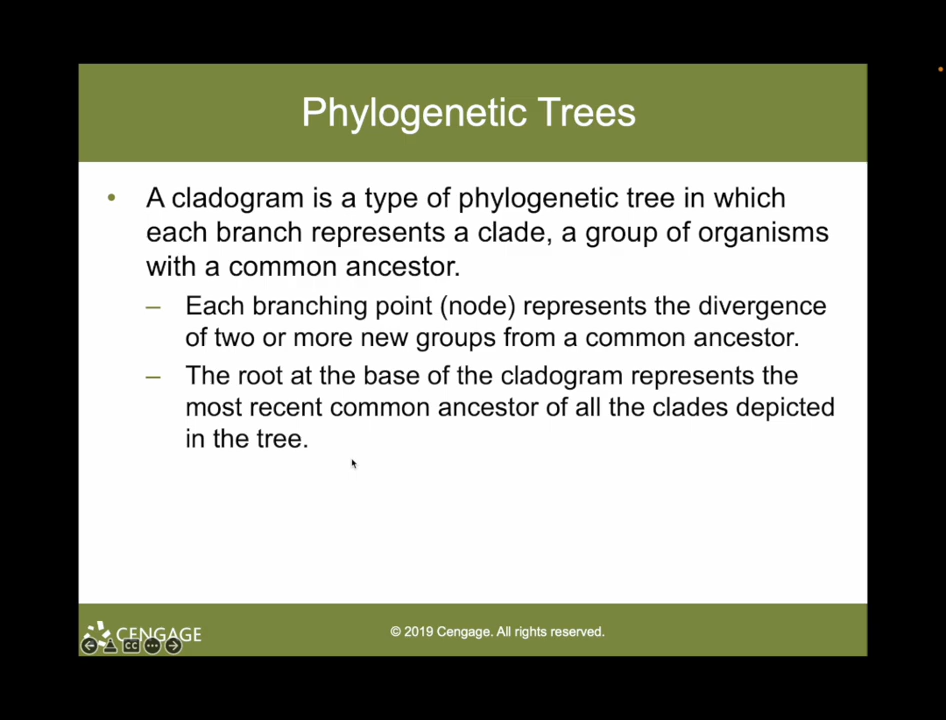 Phylogenetic Trees
• A cladogram is a type of phylogenetic tree in which
each branch represents a clade, a group of organisms
with a common ancestor.
– Each branching point (node) represents the divergence
of two or more new groups from a common ancestor.
– The root at the base of the cladogram represents the
most recent common ancestor of all the clades depicted
in the tree.
CENGAGE
© 2019 Cengage. All rights reserved.
CC